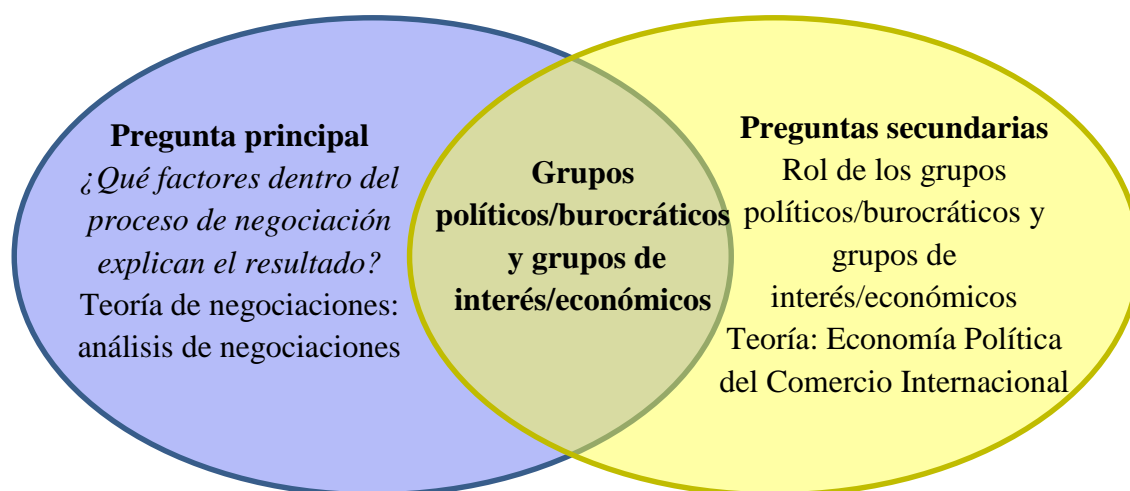 Pregunta principal
¿Qué factores dentro del
proceso de negociación
explican el resultado?
Teoría de negociaciones:
análisis de negociaciones
Grupos
políticos/burocráticos
y grupos de
interés/económicos
Preguntas secundarias
Rol de los grupos
políticos/burocráticos y
grupos de
interés/económicos
Teoría: Economía Política
del Comercio Internacional